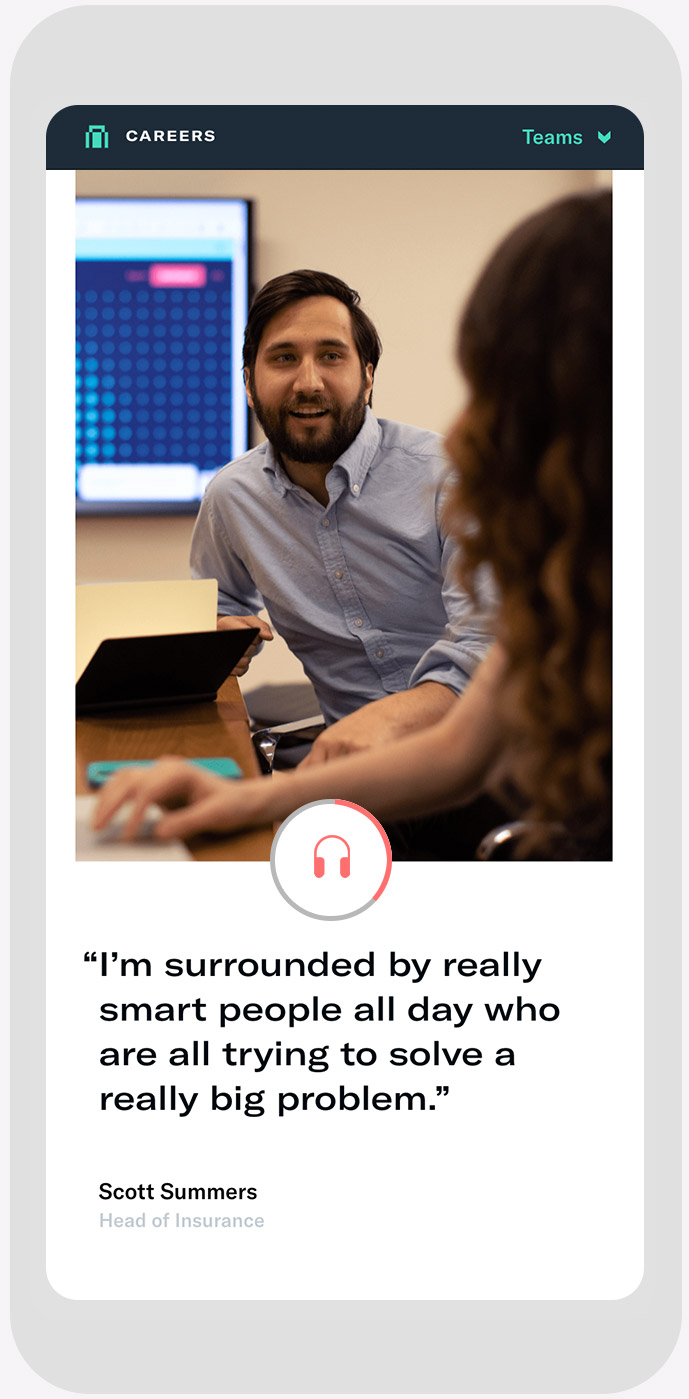 CAREERS
Teams
“I’m surrounded by really
smart people all day who
are all trying to solve a
really big problem.”
Scott Summers
Head of Insurance